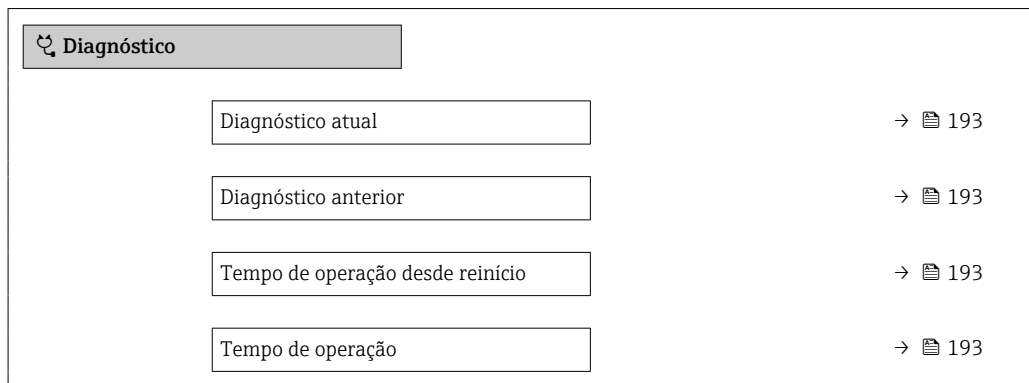 Diagnóstico
Diagnóstico atual → 193
Diagnóstico anterior → 193
Tempo de operação desde reinício → 193
Tempo de operação → 193